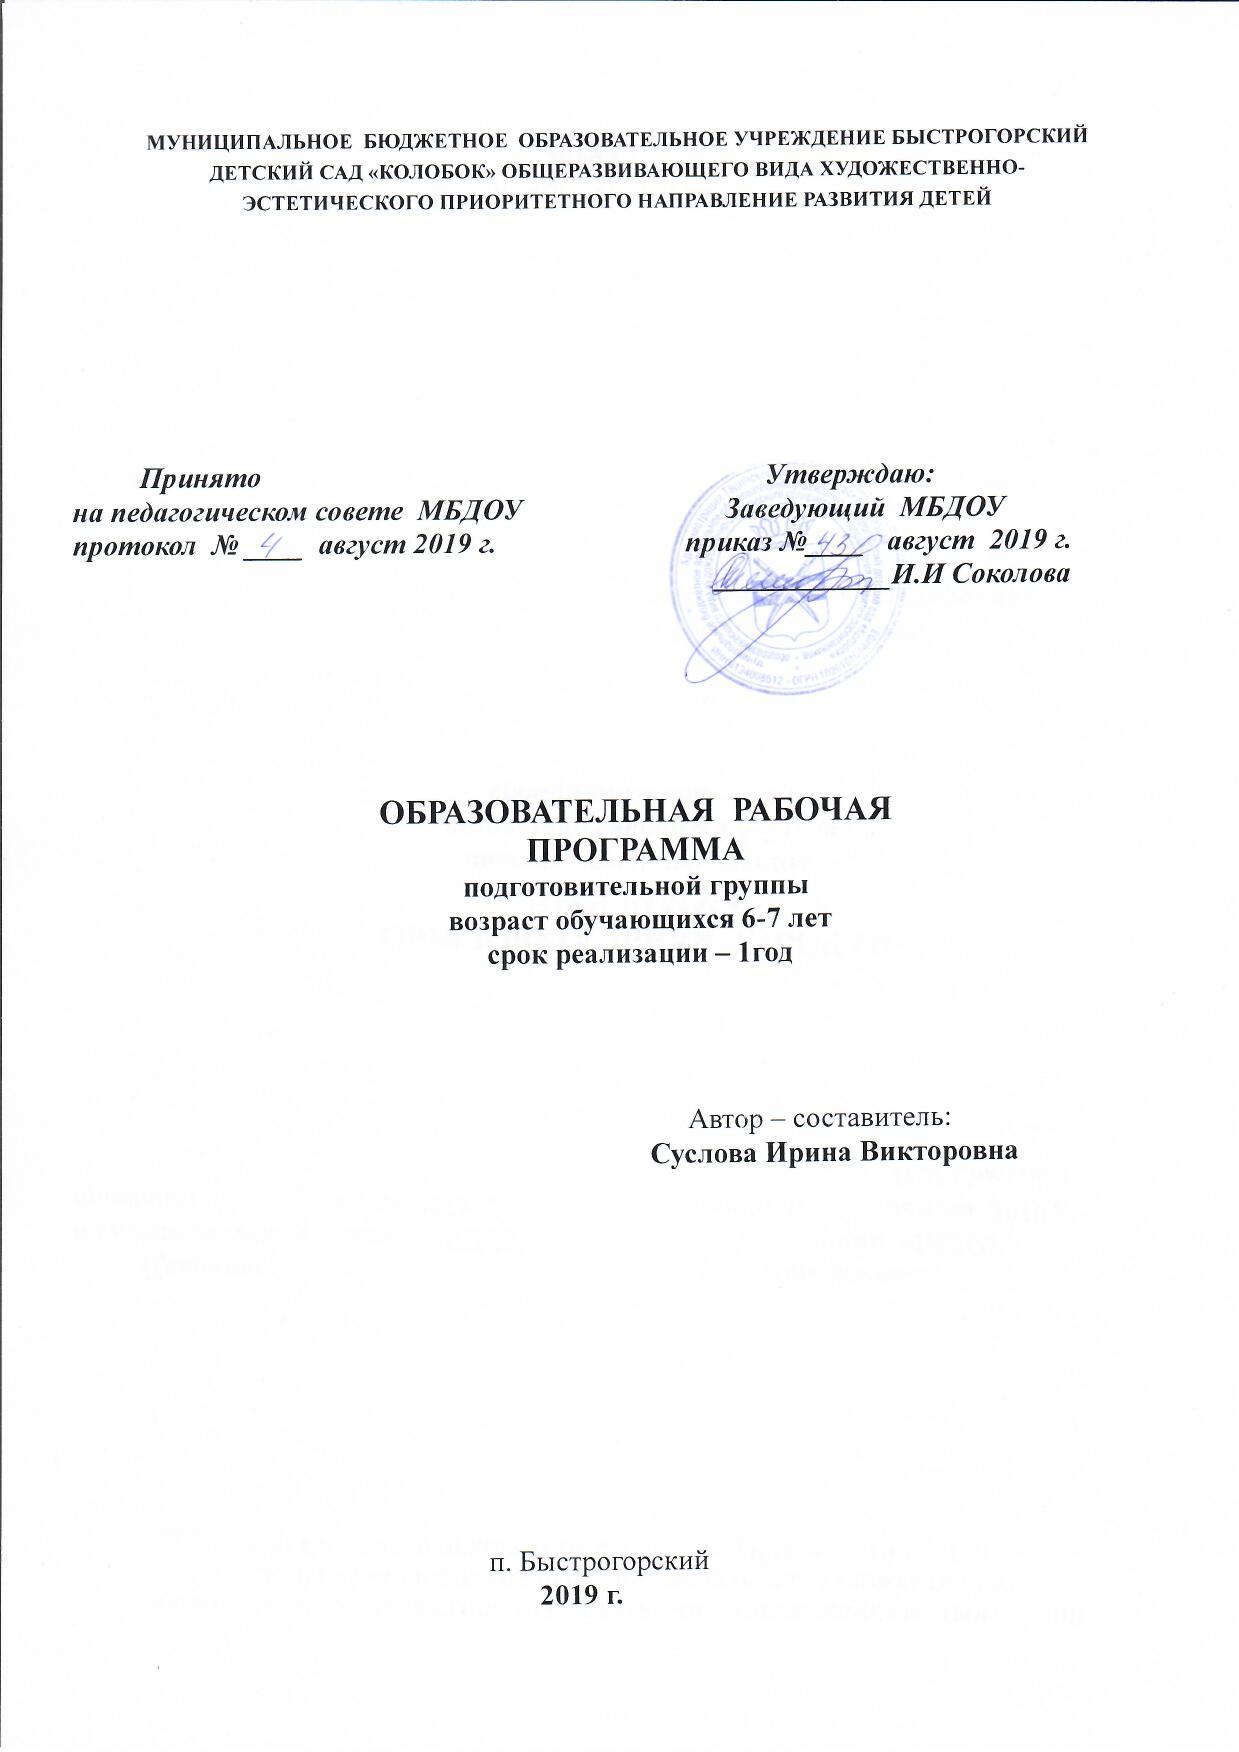 МУНИЦИПАЛЬНОЕ БЮДЖЕТНОЕ ОБРАЗОВАТЕЛЬНОЕ УЧРЕЖДЕНИЕ БЫСТРОГОРСКИЙ
ДЕТСКИЙ САД «КОЛОБОК» ОБЩЕРАЗВИВАЮЩЕГО ВИДА ХУДОЖЕСТВЕННО-
ЭСТЕТИЧЕСКОГО ПРИОРИТЕТНОГО НАПРАВЛЕНИЕ РАЗВИТИЯ ДЕТЕЙ
Принято
на педагогическом совете МБДОУ
протокол № 4 август 2019 г.
Утверждаю:
Заведующий МБДОУ
приказ № август 2019 г.
И.И Соколова
ОБРАЗОВАТЕЛЬНАЯ РАБОЧАЯ
ПРОГРАММА
подготовительной группы
возраст обучающихся 6-7 лет
срок реализации – 1год
Автор – составитель:
Суслова Ирина Викторовна
п. Быстрогорский
2019 г.